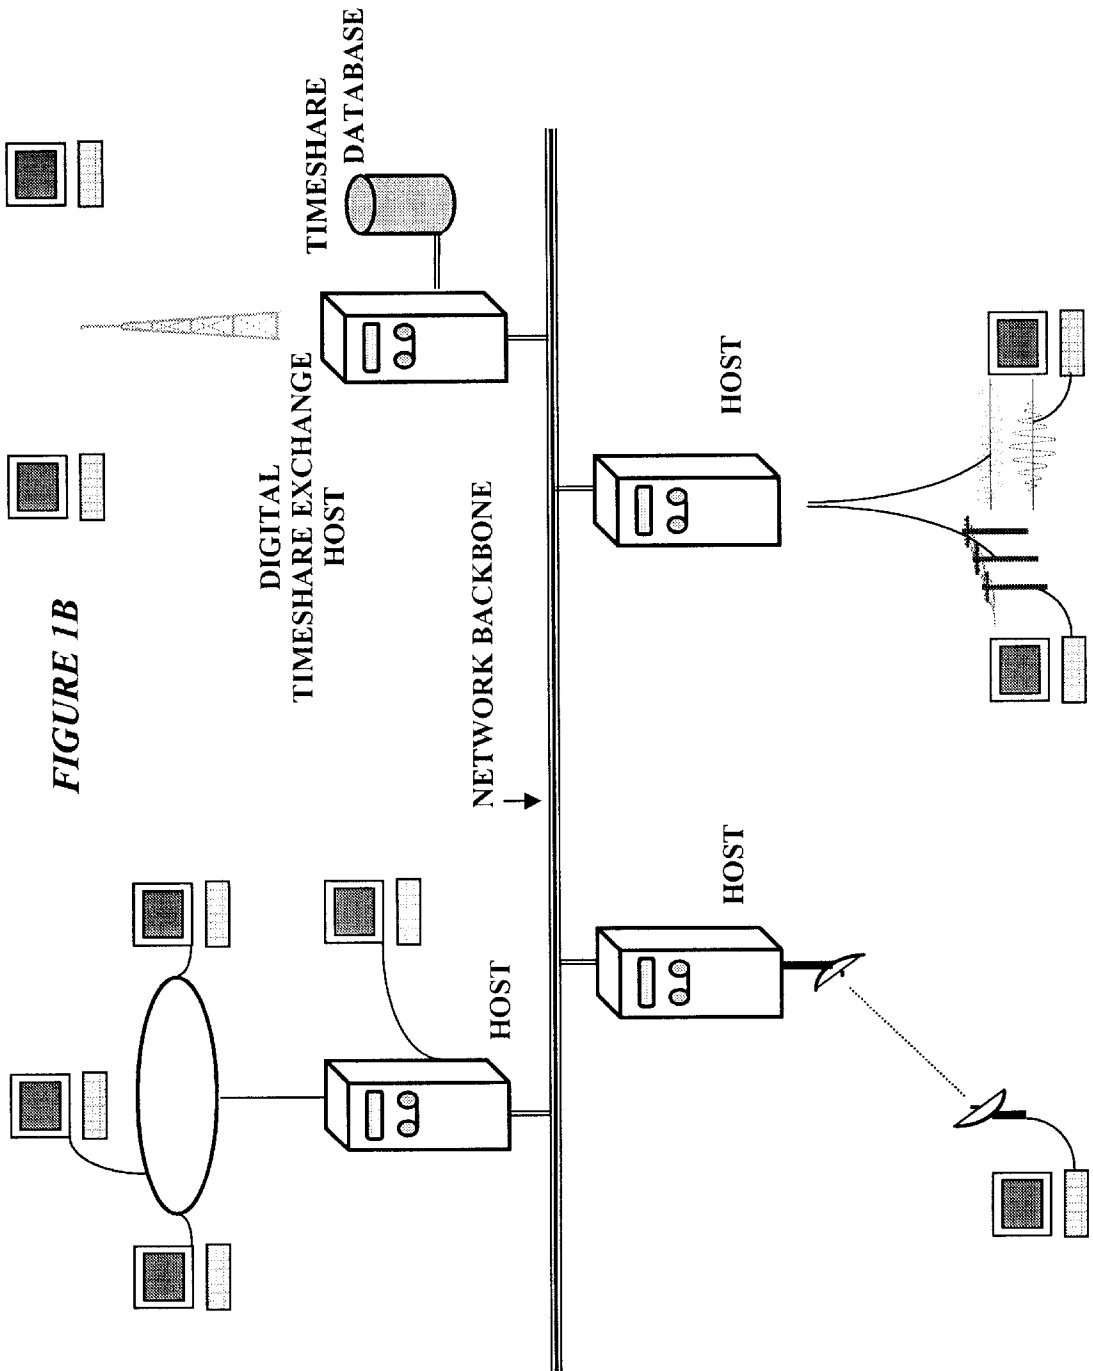 FIGURE 1B
DIGITAL
TIMESHARE EXCHANGE
HOST
TIMESHARE
DATABASE
NETWORK BACKBONE
HOST
HOST
HOST